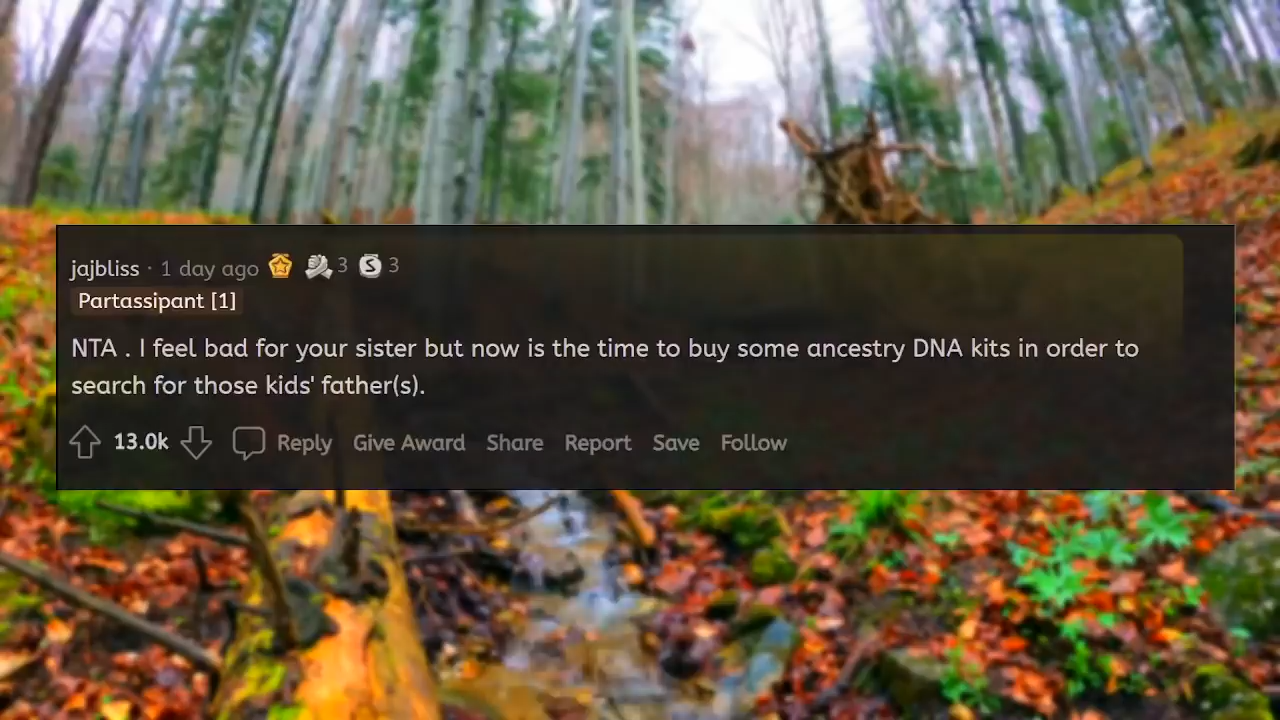 jajbliss · 1 day ago 3 3
Partassipant [1]
NTA . I feel bad for your sister but now is the time to buy some ancestry DNA kits in order to
search for those kids' father(s).
13.0k Reply Give Award Share Report Save Follow